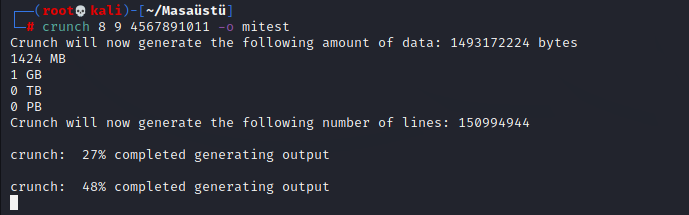 ┌──(root💀kali)-[~/Masaüstü]
└─# crunch 8 9 4567891011 -o mitest
Crunch will now generate the following amount of data: 1493172224 bytes
1424 MB
1 GB
0 TB
0 PB
Crunch will now generate the following number of lines: 150994944
crunch:  27% completed generating output
crunch:  48% completed generating output